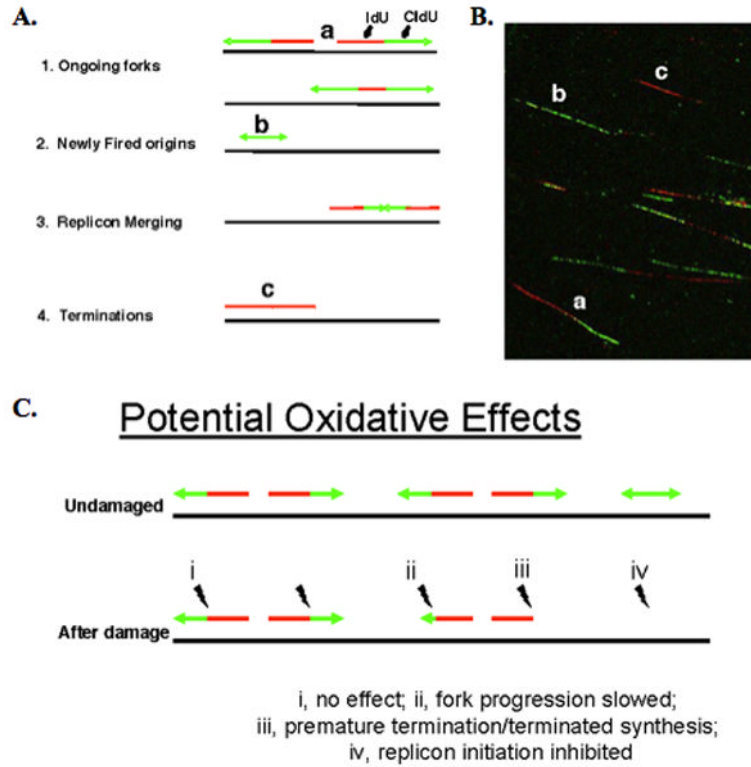 A.
a
IdU
CldU
1. Ongoing forks
b
2. Newly Fired origins
3. Replicon Merging
c
4. Terminations
B.
b
c
a
C.
Potential Oxidative Effects
Undamaged
i
ii
iii
iv
After damage
i, no effect; ii, fork progression slowed;
iii, premature termination/terminated synthesis;
iv, replicon initiation inhibited